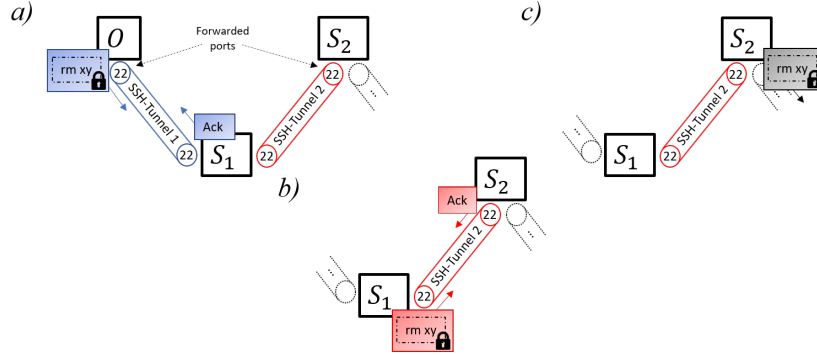 a)
O
Forwarded
ports
S₂
rm xy
22
22
SSH-Tunnel 1
SSH-Tunnel 2
...
Ack
22
S₁
22
b)
S₂
Ack
22
SSH-Tunnel 2
...
...
S₁
22
rm xy
c)
S₂
rm xy
22
...
SSH-Tunnel 2
...
S₁
22